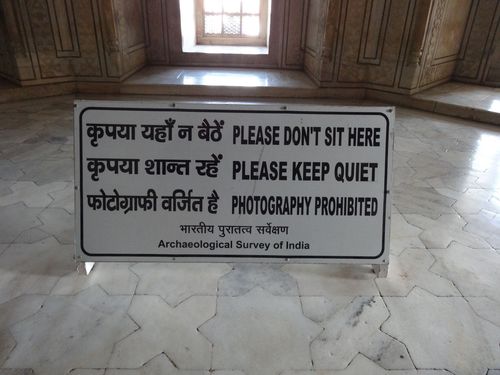 कृपया यहाँ न बैठें PLEASE DON'T SIT HERE
कृपया शान्त रहें PLEASE KEEP QUIET
फोटोग्राफी वर्जित है PHOTOGRAPHY PROHIBITED
भारतीय पुरातत्व सर्वेक्षण
Archaeological Survey of India